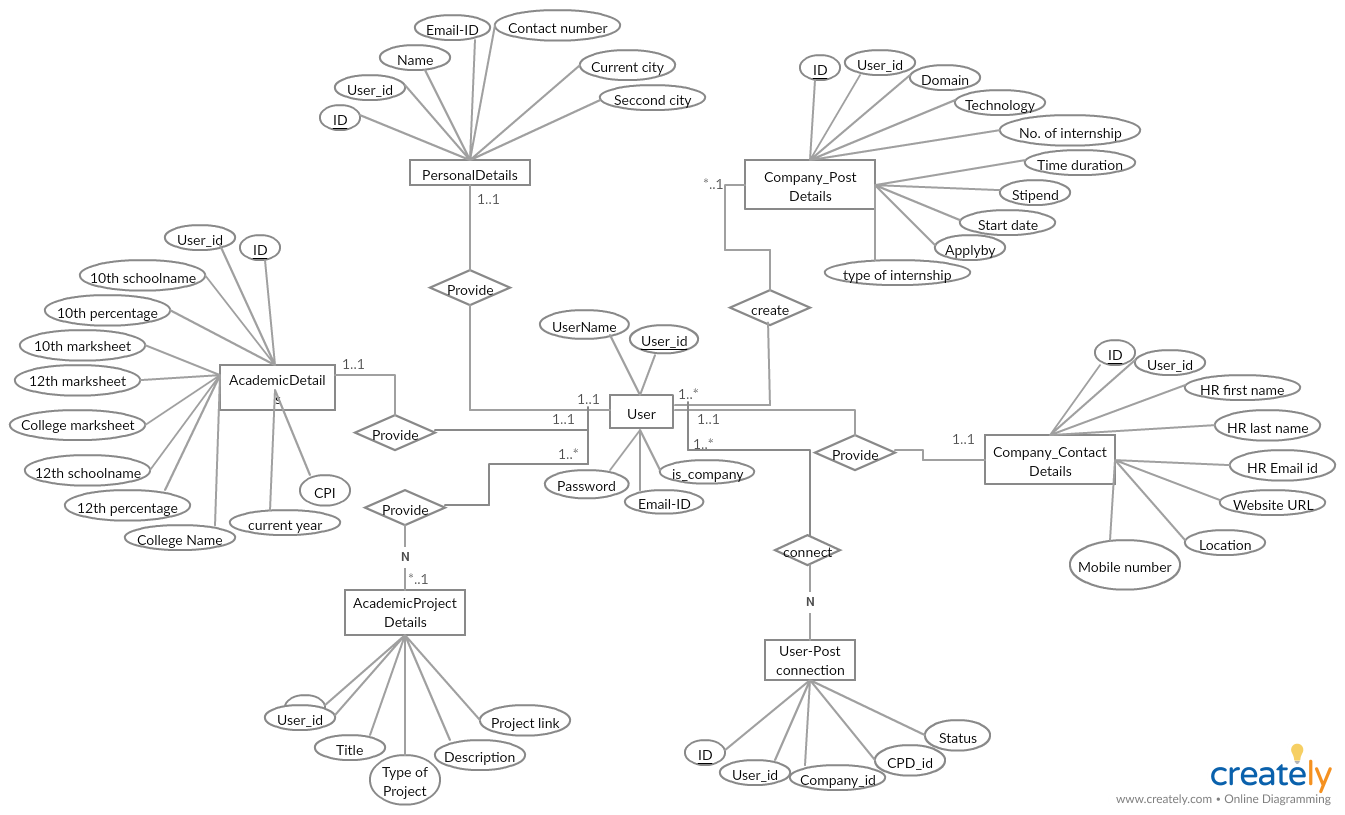 Email-ID
Contact number
Name
Current city
User_id
Seccond city
ID
PersonalDetails
1..1
Provide
ID
User_id
Domain
Technology
No. of internship
Time duration
Stipend
Start date
Applyby
type of internship
Company_Post
Details
*..1
create
User_id
ID
10th schoolname
10th percentage
10th marksheet
12th marksheet
College marksheet
12th schoolname
12th percentage
College Name
current year
CPI
AcademicDetail
s
1..1
Provide
UserName
User_id
User
Password
Email-ID
is_company
1..1
1..1
1..*
1..*
1..1
1..*
Provide
1..1
ID
User_id
HR first name
HR last name
HR Email id
Website URL
Location
Mobile number
Company_Contact
Details
Provide
N
*..1
AcademicProject
Details
User_id
Title
Type of
Project
Description
Project link
connect
N
User-Post
connection
ID
User_id
Company_id
CPD_id
Status
creately
www.creately.com • Online Diagramming